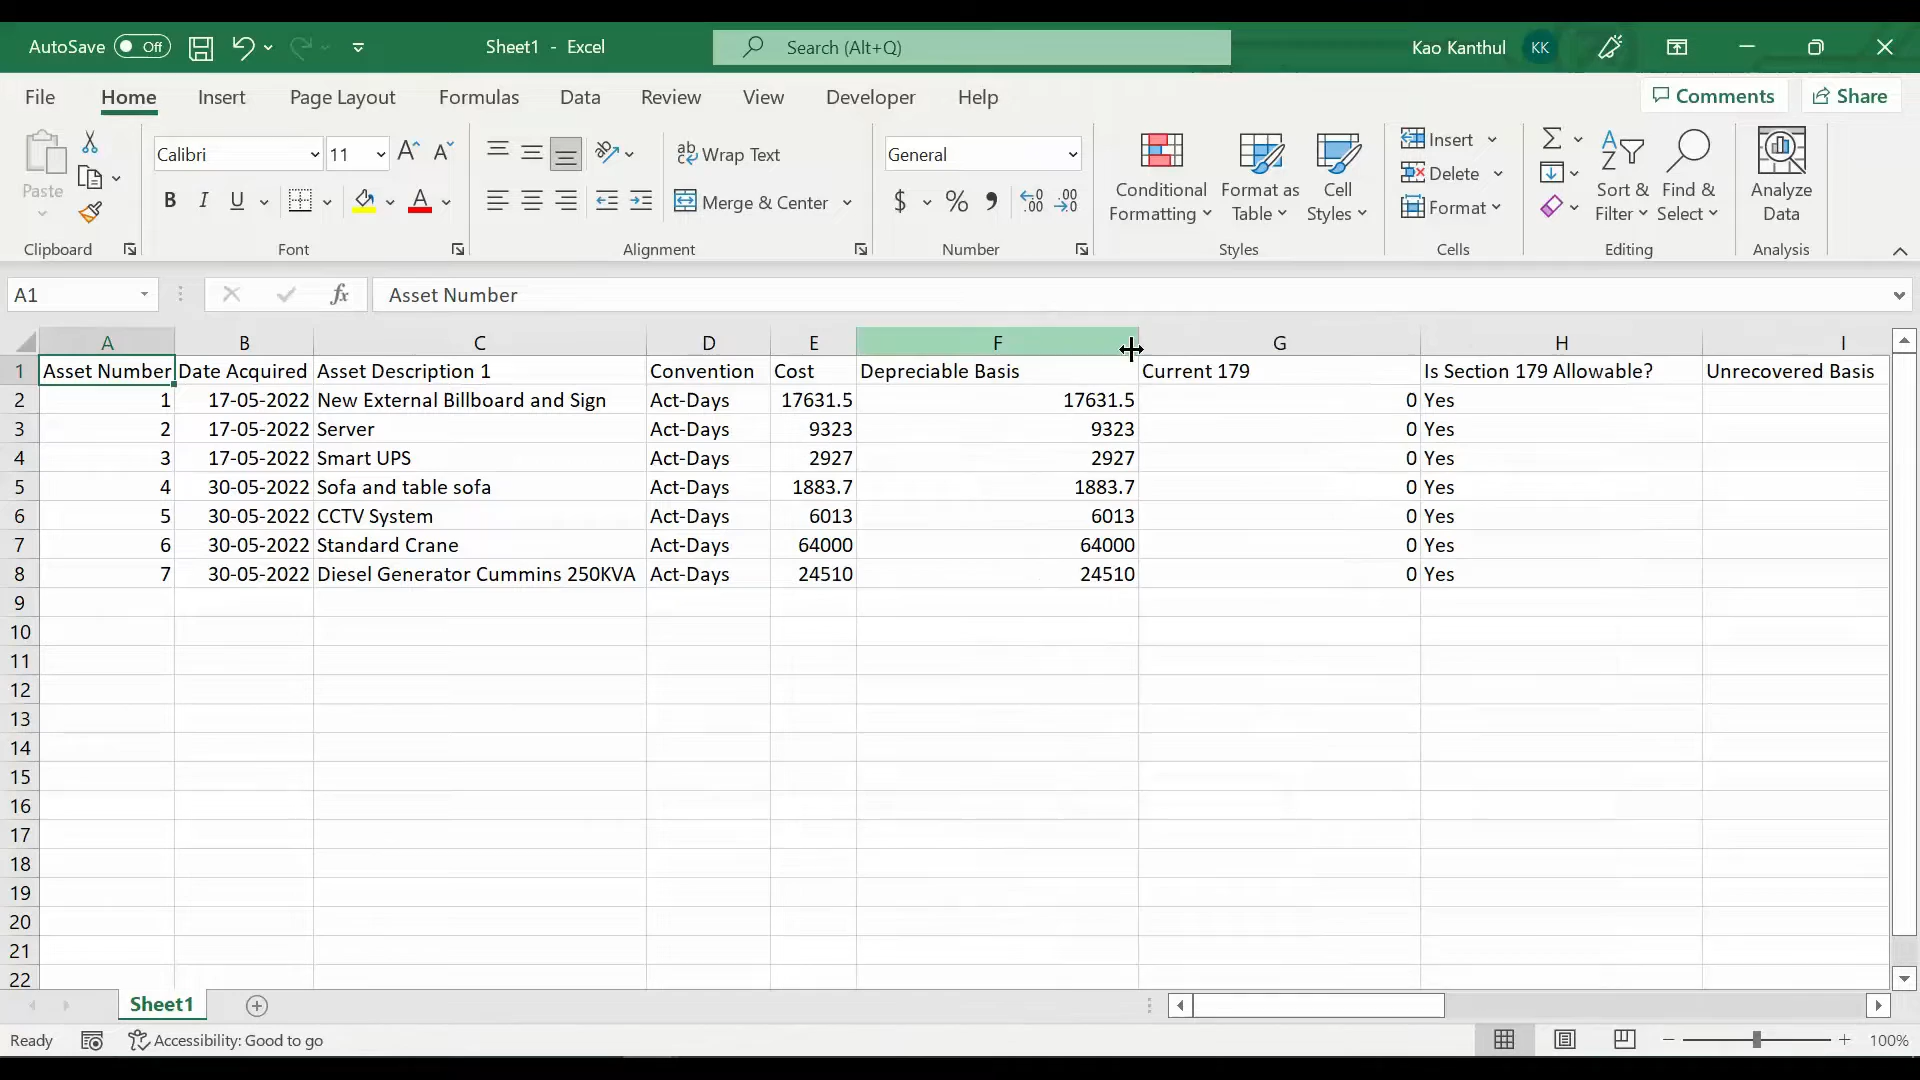 AutoSave Off Sheet1 - Excel Search (Alt+Q) Kao Kanthul KK
File Home Insert Page Layout Formulas Data Review View Developer Help Comments Share
Paste
Clipboard
Calibri 11
B I U A
Font
ab Wrap Text
Merge & Center
Alignment
General
$ % 9
Number
Conditional Formatting
Format as Table
Cell Styles
Styles
Insert
Delete
Format
Cells
Sort & Filter
Find & Select
Editing
Analyze Data
Analysis
A1 fx Asset Number
A B C D E F G H I
1 Asset Number Date Acquired Asset Description 1 Convention Cost Depreciable Basis Current 179 Is Section 179 Allowable? Unrecovered Basis
2 1 17-05-2022 New External Billboard and Sign Act-Days 17631.5 17631.5 0 Yes
3 2 17-05-2022 Server Act-Days 9323 9323 0 Yes
4 3 17-05-2022 Smart UPS Act-Days 2927 2927 0 Yes
5 4 30-05-2022 Sofa and table sofa Act-Days 1883.7 1883.7 0 Yes
6 5 30-05-2022 CCTV System Act-Days 6013 6013 0 Yes
7 6 30-05-2022 Standard Crane Act-Days 64000 64000 0 Yes
8 7 30-05-2022 Diesel Generator Cummins 250KVA Act-Days 24510 24510 0 Yes
9
10
11
12
13
14
15
16
17
18
19
20
21
22
Sheet1
Ready Accessibility: Good to go 100%